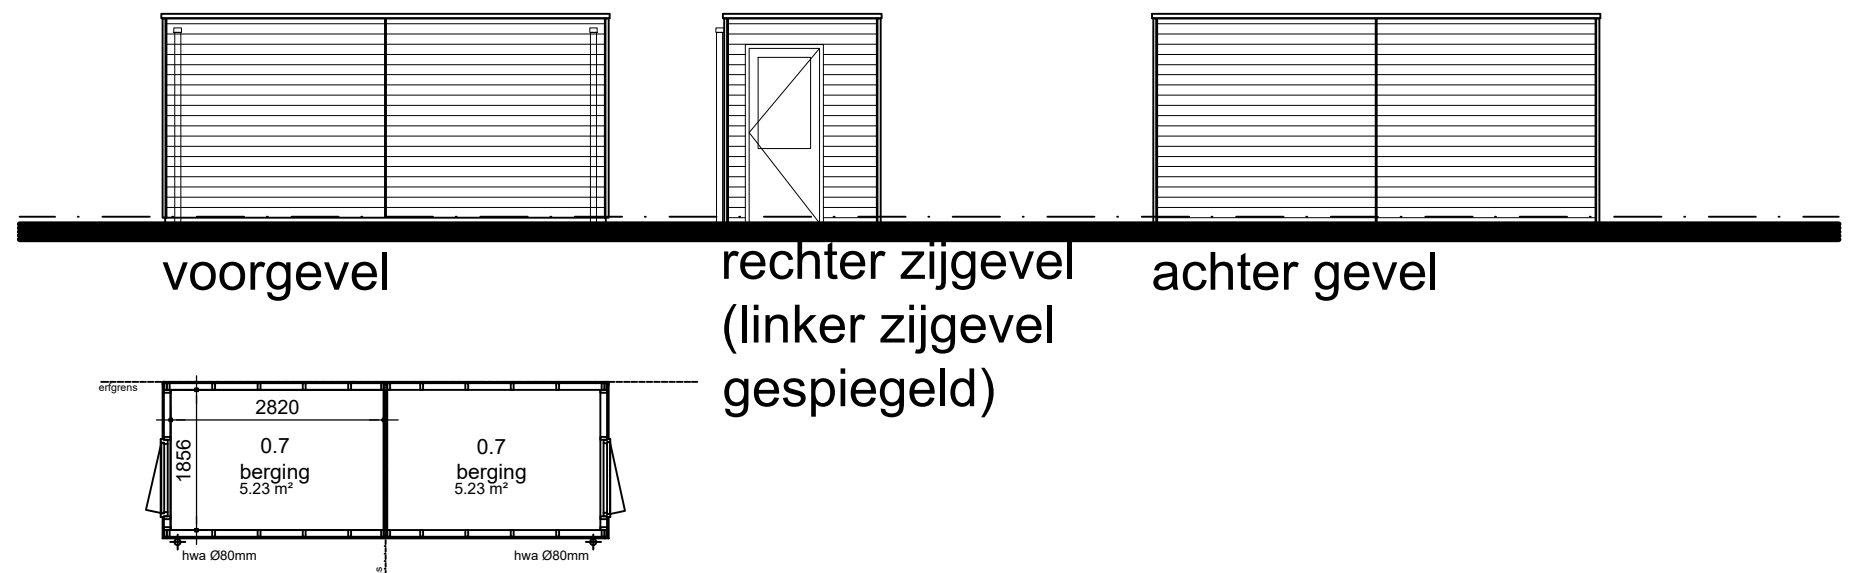 voorgevel
rechter zijgevel
(linker zijgevel
gespiegeld)
achter gevel
erfgrens
2820
1856
0.7
berging
5.23 m²
0.7
berging
5.23 m²
hwa Ø80mm
hwa Ø80mm
s